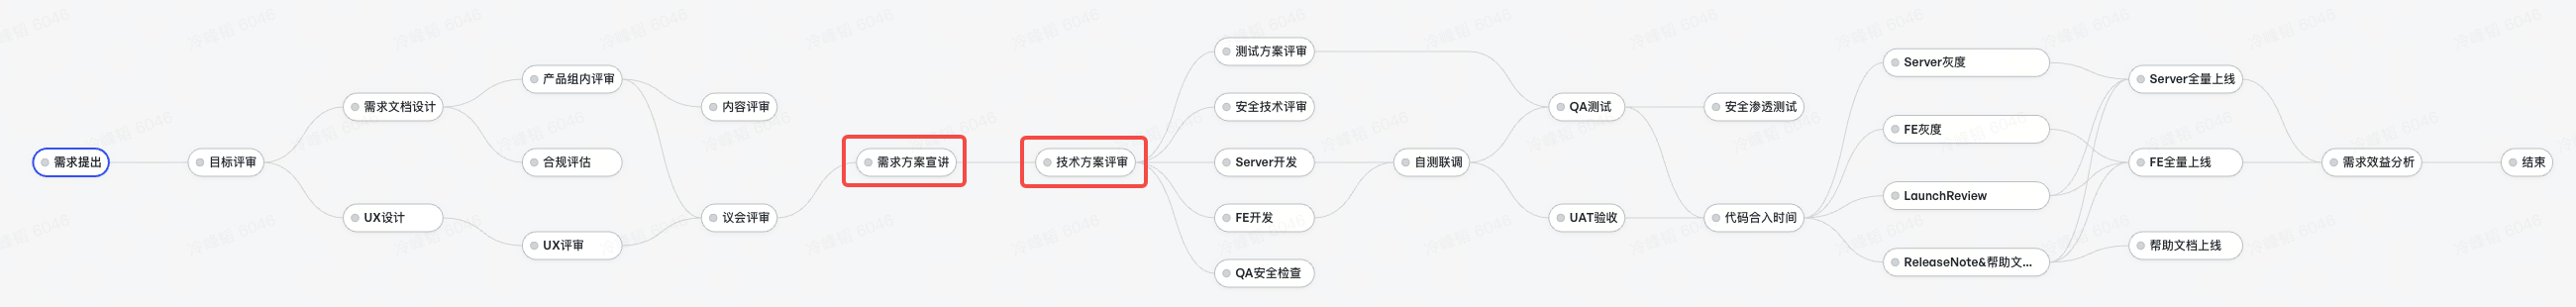 需求提出
目标评审
需求文档设计
UX设计
产品组内评审
合规评估
UX评审
内容评审
议会评审
需求方案宣讲
技术方案评审
测试方案评审
安全技术评审
Server开发
FE开发
QA安全检查
自测联调
QA测试
UAT验收
安全渗透测试
代码合入时间
Server灰度
FE灰度
LaunchReview
ReleaseNote&帮助文...
Server全量上线
FE全量上线
帮助文档上线
需求效益分析
结束